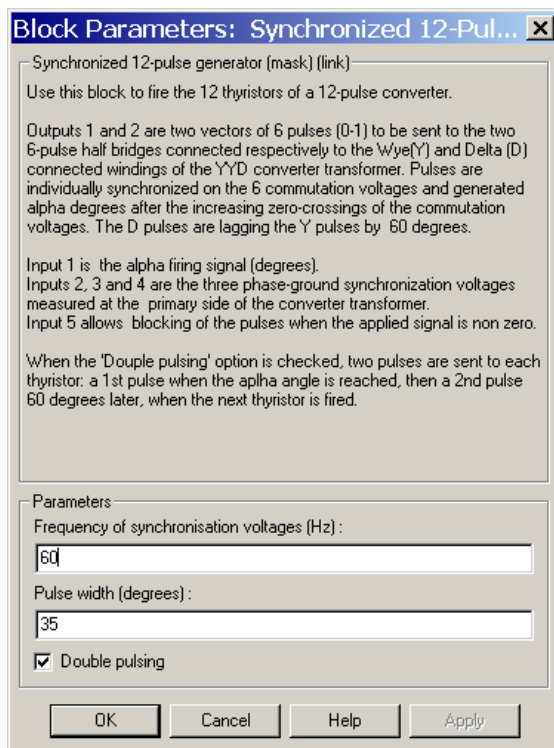 Block Parameters: Synchronized 12-Pul...
Synchronized 12-pulse generator (mask) (link)
Use this block to fire the 12 thyristors of a 12-pulse converter.
Outputs 1 and 2 are two vectors of 6 pulses (0-1) to be sent to the two
6-pulse half bridges connected respectively to the Wye(Y) and Delta (D)
connected windings of the YYD converter transformer. Pulses are
individually synchronized on the 6 commutation voltages and generated
alpha degrees after the increasing zero-crossings of the commutation
voltages. The D pulses are lagging the Y pulses by 60 degrees.
Input 1 is the alpha firing signal (degrees).
Inputs 2, 3 and 4 are the three phase-ground synchronization voltages
measured at the primary side of the converter transformer.
Input 5 allows blocking of the pulses when the applied signal is non zero.
When the 'Douple pulsing' option is checked, two pulses are sent to each
thyristor: a 1st pulse when the aplha angle is reached, then a 2nd pulse
60 degrees later, when the next thyristor is fired.
Parameters
Frequency of synchronisation voltages (Hz) :
60
Pulse width (degrees) :
35
Double pulsing
OK Cancel Help Apply